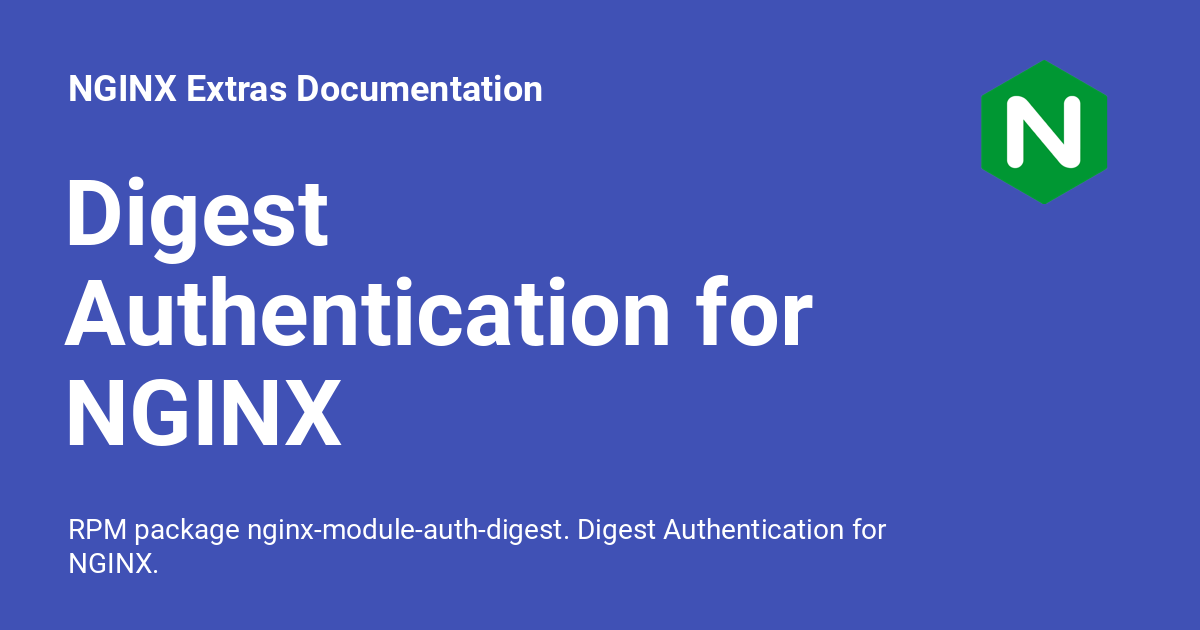 NGINX Extras Documentation
N
Digest
Authentication for
NGINX
RPM package nginx-module-auth-digest. Digest Authentication for
NGINX.